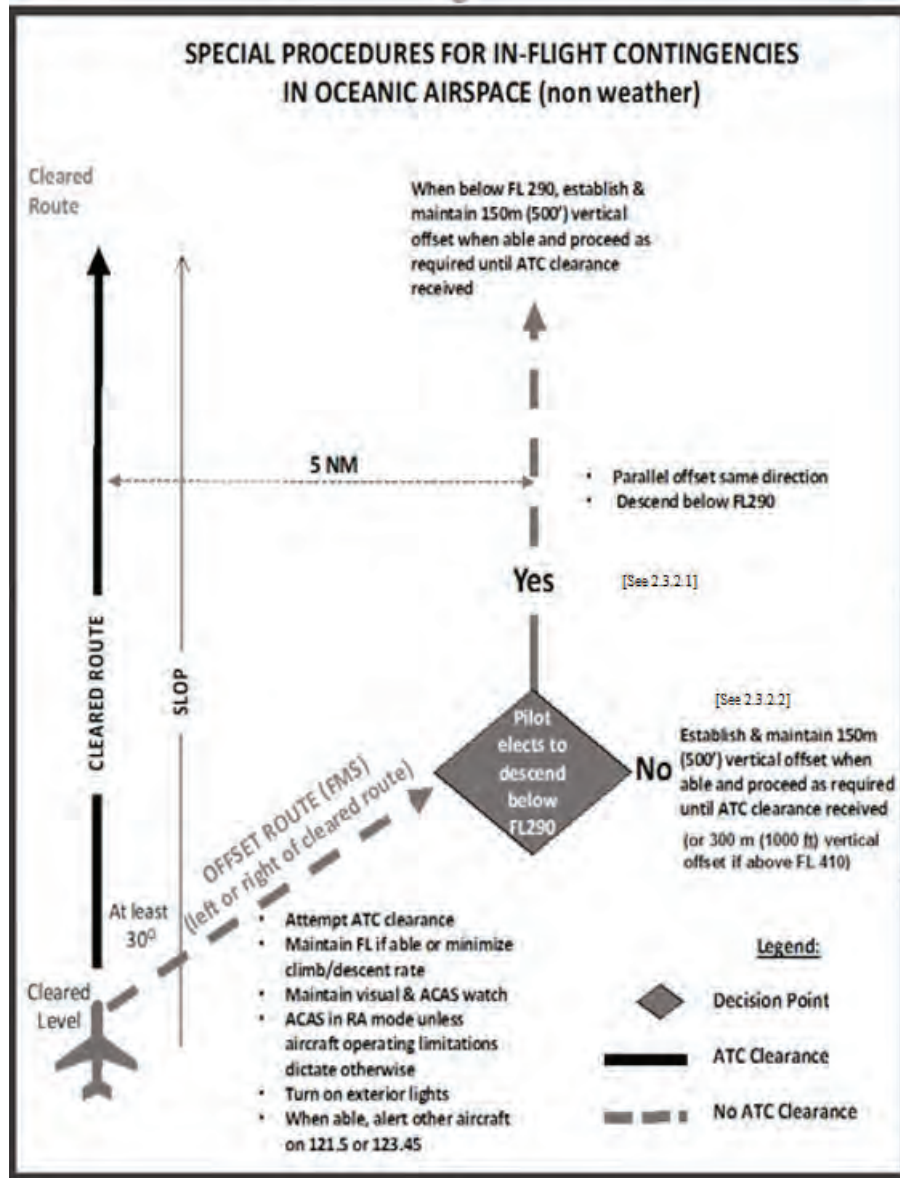 SPECIAL PROCEDURES FOR IN-FLIGHT CONTINGENCIES
IN OCEANIC AIRSPACE (non weather)
Cleared
Route
When below FL 290, establish &
maintain 150m (500') vertical
offset when able and proceed as
required until ATC clearance
received
5 NM
• Parallel offset same direction
• Descend below FL290
Yes
[See 2.3.2.1]
CLEARED ROUTE
SLOP
[See 2.3.2.2]
Pilot
elects to
descend
below
FL290
No
Establish & maintain 150m
(500') vertical offset when
able and proceed as required
until ATC clearance received
(or 300 m (1000 ft) vertical
offset if above FL 410)
OFFSET ROUTE (FMS)
(left or right of cleared route)
At least
30⁰
Cleared
Level
• Attempt ATC clearance
• Maintain FL if able or minimize
climb/descent rate
• Maintain visual & ACAS watch
• ACAS in RA mode unless
aircraft operating limitations
dictate otherwise
• Turn on exterior lights
• When able, alert other aircraft
on 121.5 or 123.45
Legend:
Decision Point
ATC Clearance
No ATC Clearance